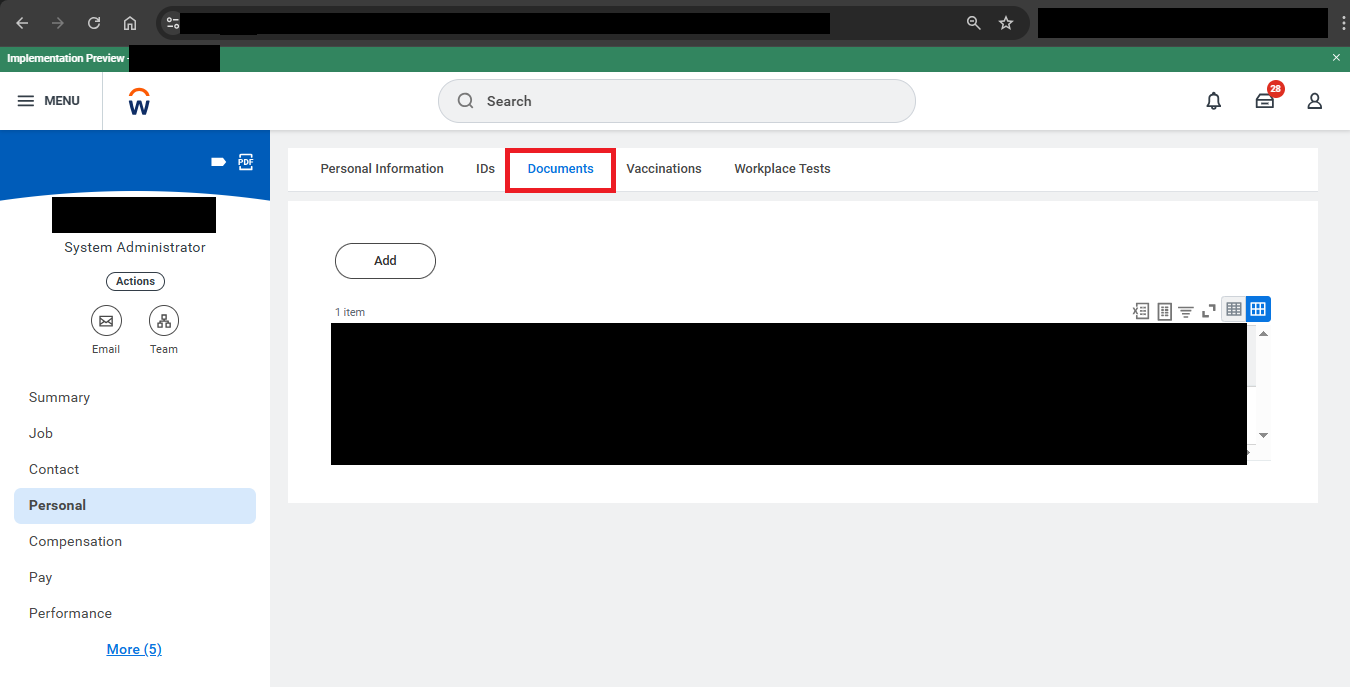 Implementation Preview -
MENU
W
Search
28
PDF
System Administrator
Actions
Email Team
Summary
Job
Contact
Personal
Compensation
Pay
Performance
More (5)
Personal Information IDs Documents Vaccinations Workplace Tests
Add
1 item